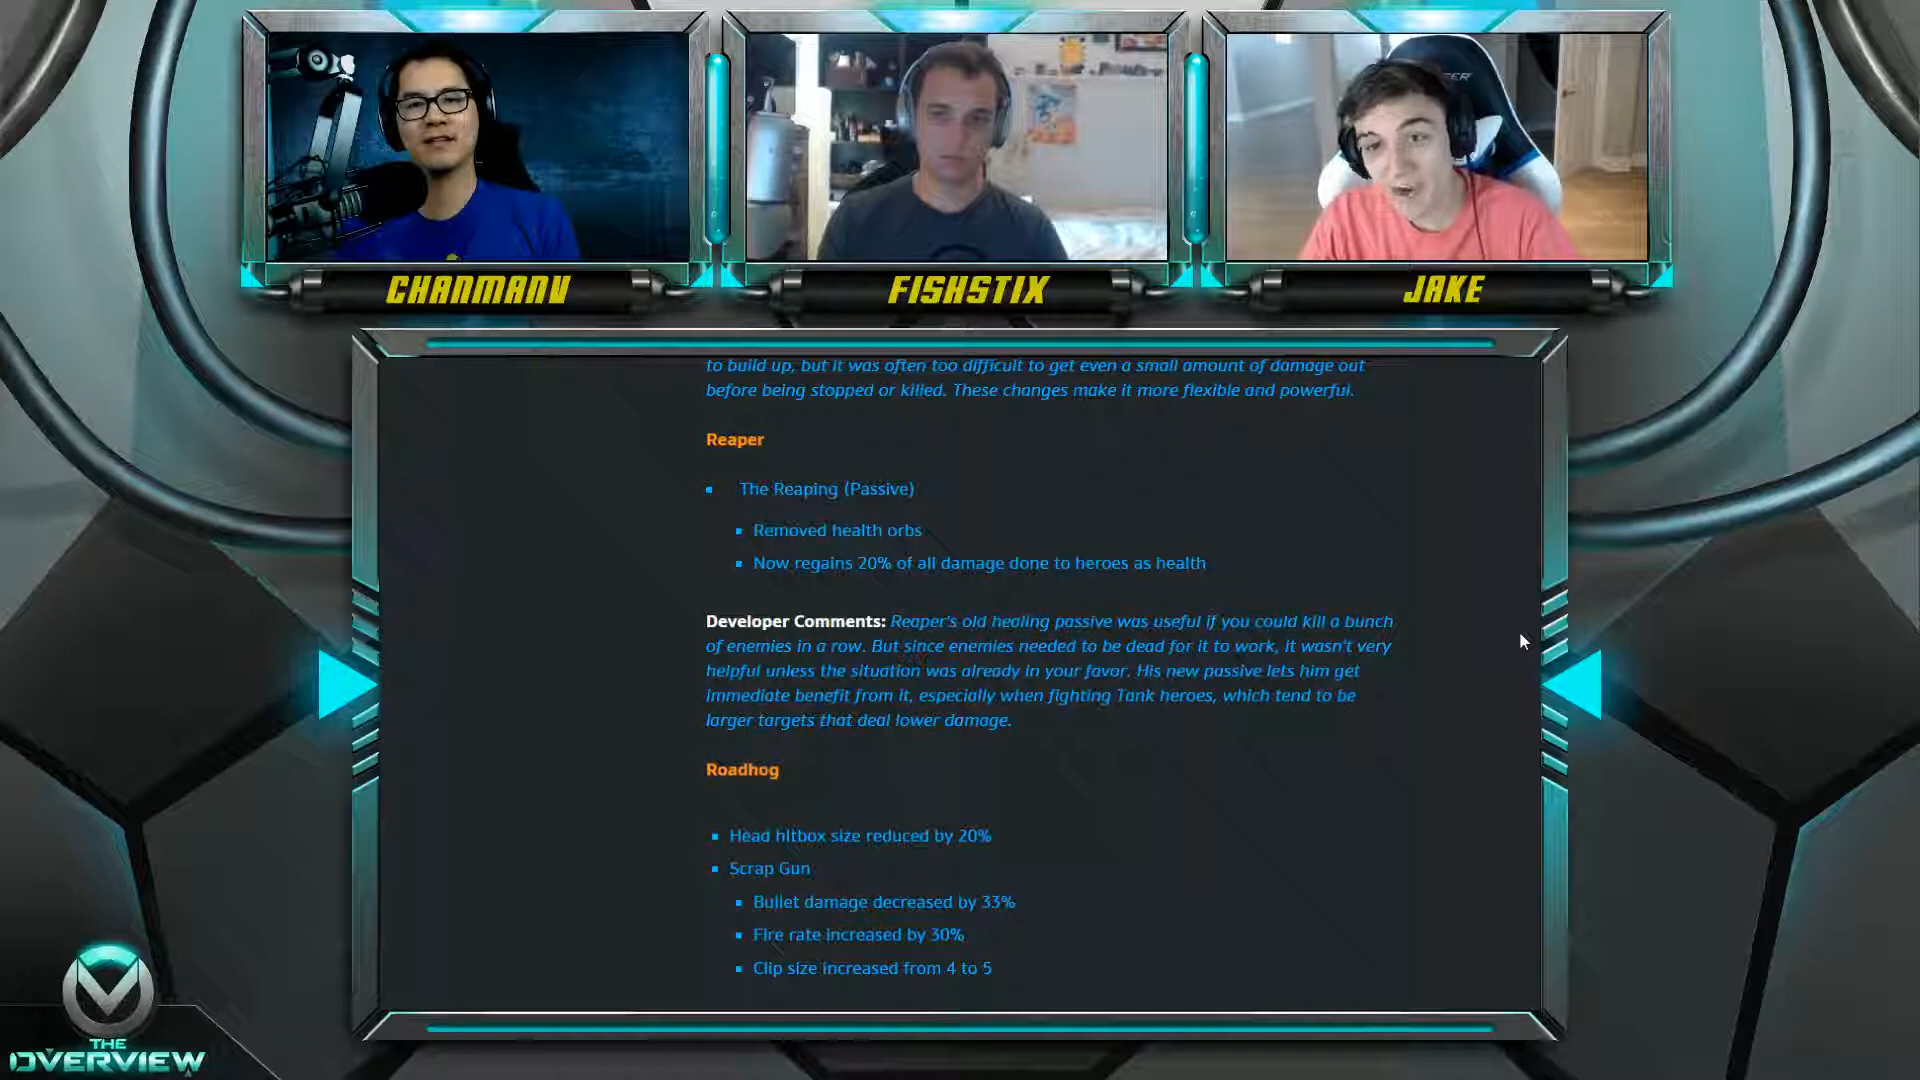 SER
CHANMANV
FISHSTIX
JAKE
to build up, but it was often too difficult to get even a small amount of damage out
before being stopped or killed. These changes make it more flexible and powerful.
Reaper
The Reaping (Passive)
Removed health orbs
Now regains 20% of all damage done to heroes as health
Developer Comments: Reaper's old healing passive was useful if you could kill a bunch
of enemies in a row. But since enemies needed to be dead for it to work, it wasn't very
helpful unless the situation was already in your favor. His new passive lets him get
immediate benefit from it, especially when fighting Tank heroes, which tend to be
larger targets that deal lower damage.
Roadhog
Head hitbox size reduced by 20%
Scrap Gun
Bullet damage decreased by 33%
Fire rate increased by 30%
Clip size increased from 4 to 5
THE
OVERVIEW